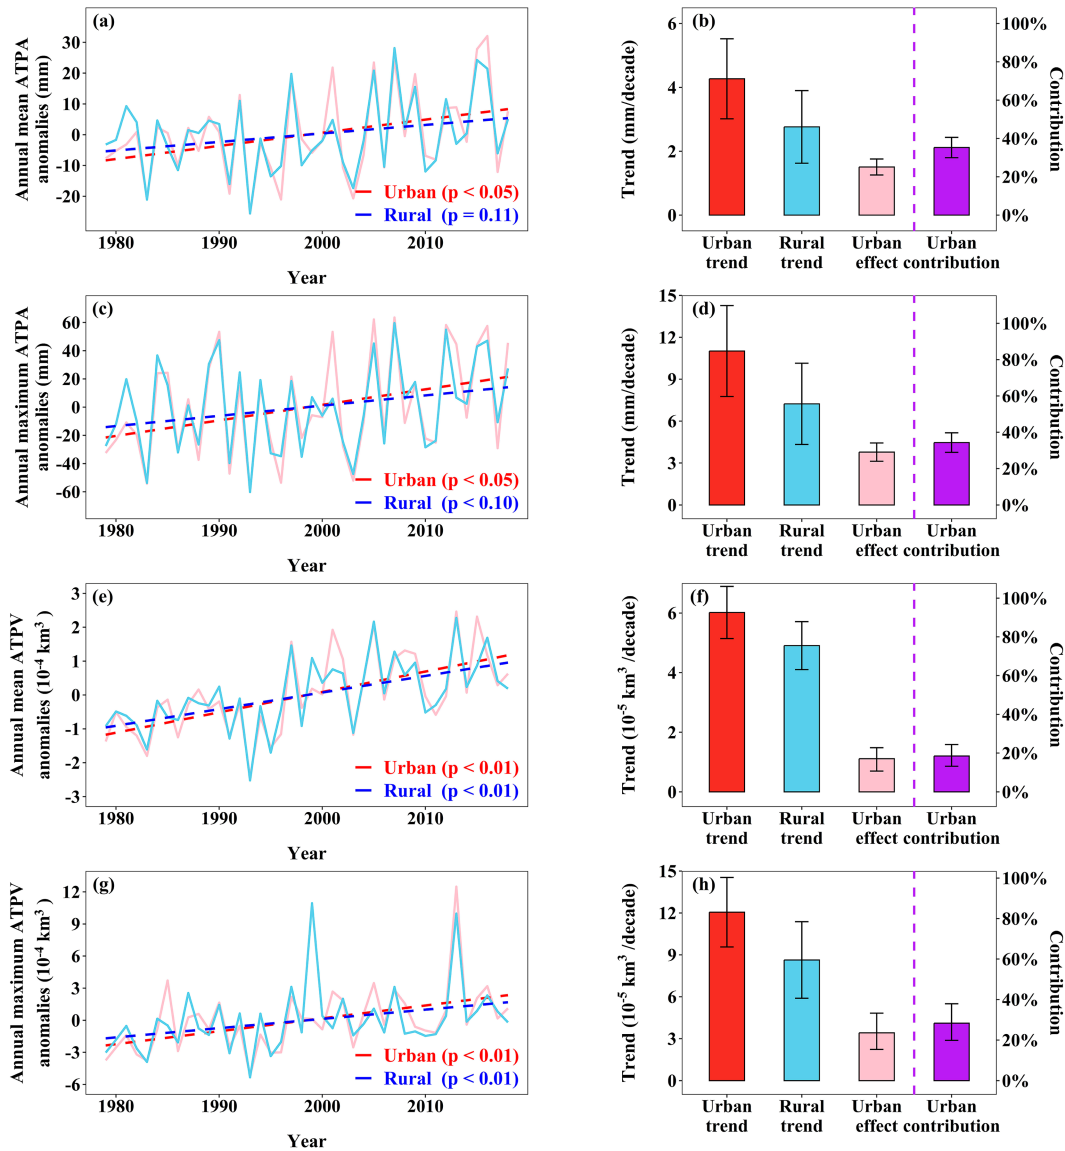 (a)
Annual mean ATPA
anomalies (mm)
30
20
10
0
-10
-20
Urban (p < 0.05)
Rural (p = 0.11)
1980
1990
2000
2010
Year
(b)
Trend (mm/decade)
6
4
2
0
100%
80%
60%
40%
20%
0%
Contribution
Urban
trend
Rural
trend
Urban
effect
Urban
contribution
(c)
Annual maximum ATPA
anomalies (mm)
60
40
20
0
-20
-40
-60
Urban (p < 0.05)
Rural (p < 0.10)
1980
1990
2000
2010
Year
(d)
Trend (mm/decade)
15
12
9
6
3
0
100%
80%
60%
40%
20%
0%
Contribution
Urban
trend
Rural
trend
Urban
effect
Urban
contribution
(e)
Annual mean ATPV
anomalies (10⁻⁴ km³ )
3
2
1
0
-1
-2
-3
Urban (p < 0.01)
Rural (p < 0.01)
1980
1990
2000
2010
Year
(f)
Trend (10⁻⁵ km³ /decade)
6
4
2
0
100%
80%
60%
40%
20%
0%
Contribution
Urban
trend
Rural
trend
Urban
effect
Urban
contribution
(g)
Annual maximum ATPV
anomalies (10⁻⁴ km³ )
12
9
6
3
0
-3
-6
Urban (p < 0.01)
Rural (p < 0.01)
1980
1990
2000
2010
Year
(h)
Trend (10⁻⁵ km³ /decade)
15
12
9
6
3
0
100%
80%
60%
40%
20%
0%
Contribution
Urban
trend
Rural
trend
Urban
effect
Urban
contribution